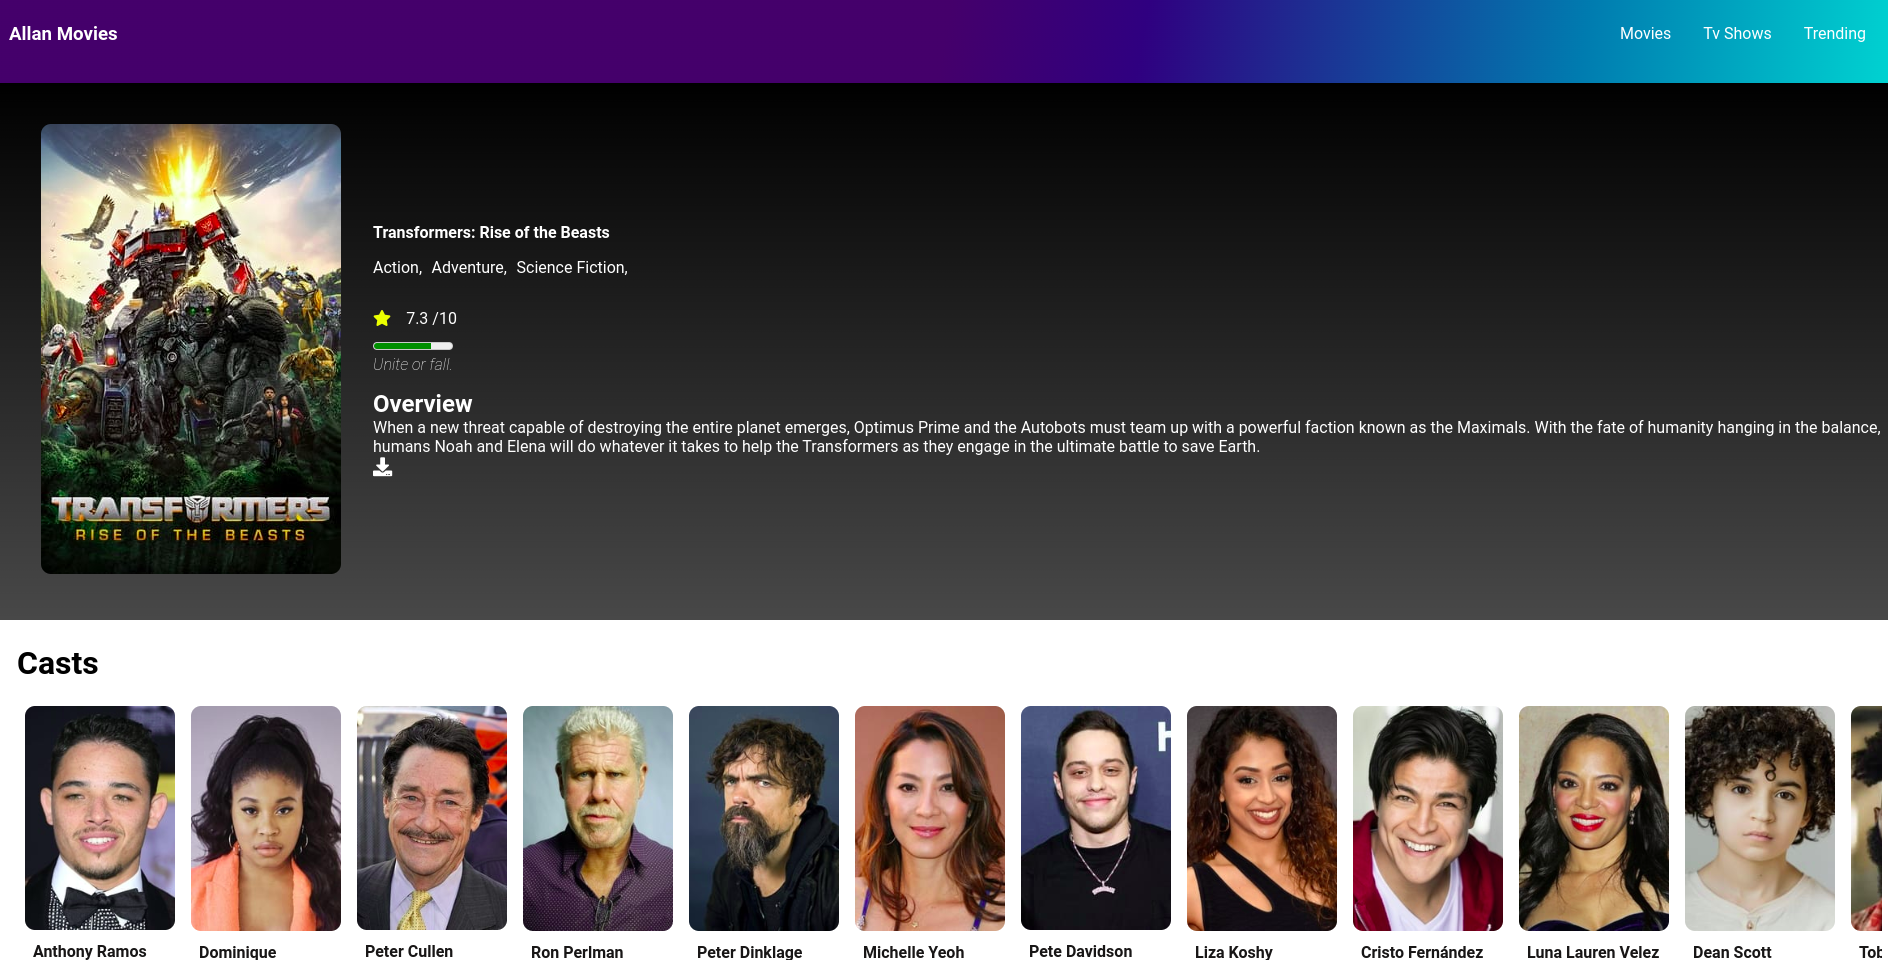 Allan Movies
Movies Tv Shows Trending
Transformers: Rise of the Beasts
Action, Adventure, Science Fiction,
7.3 /10
Unite or fall.
Overview
When a new threat capable of destroying the entire planet emerges, Optimus Prime and the Autobots must team up with a powerful faction known as the Maximals. With the fate of humanity hanging in the balance,
humans Noah and Elena will do whatever it takes to help the Transformers as they engage in the ultimate battle to save Earth.
TRANSFORMERS
RISE OF THE BEASTS
Casts
H
Anthony Ramos
Dominique
Peter Cullen
Ron Perlman
Peter Dinklage
Michelle Yeoh
Pete Davidson
Liza Koshy
Cristo Fernández
Luna Lauren Velez
Dean Scott